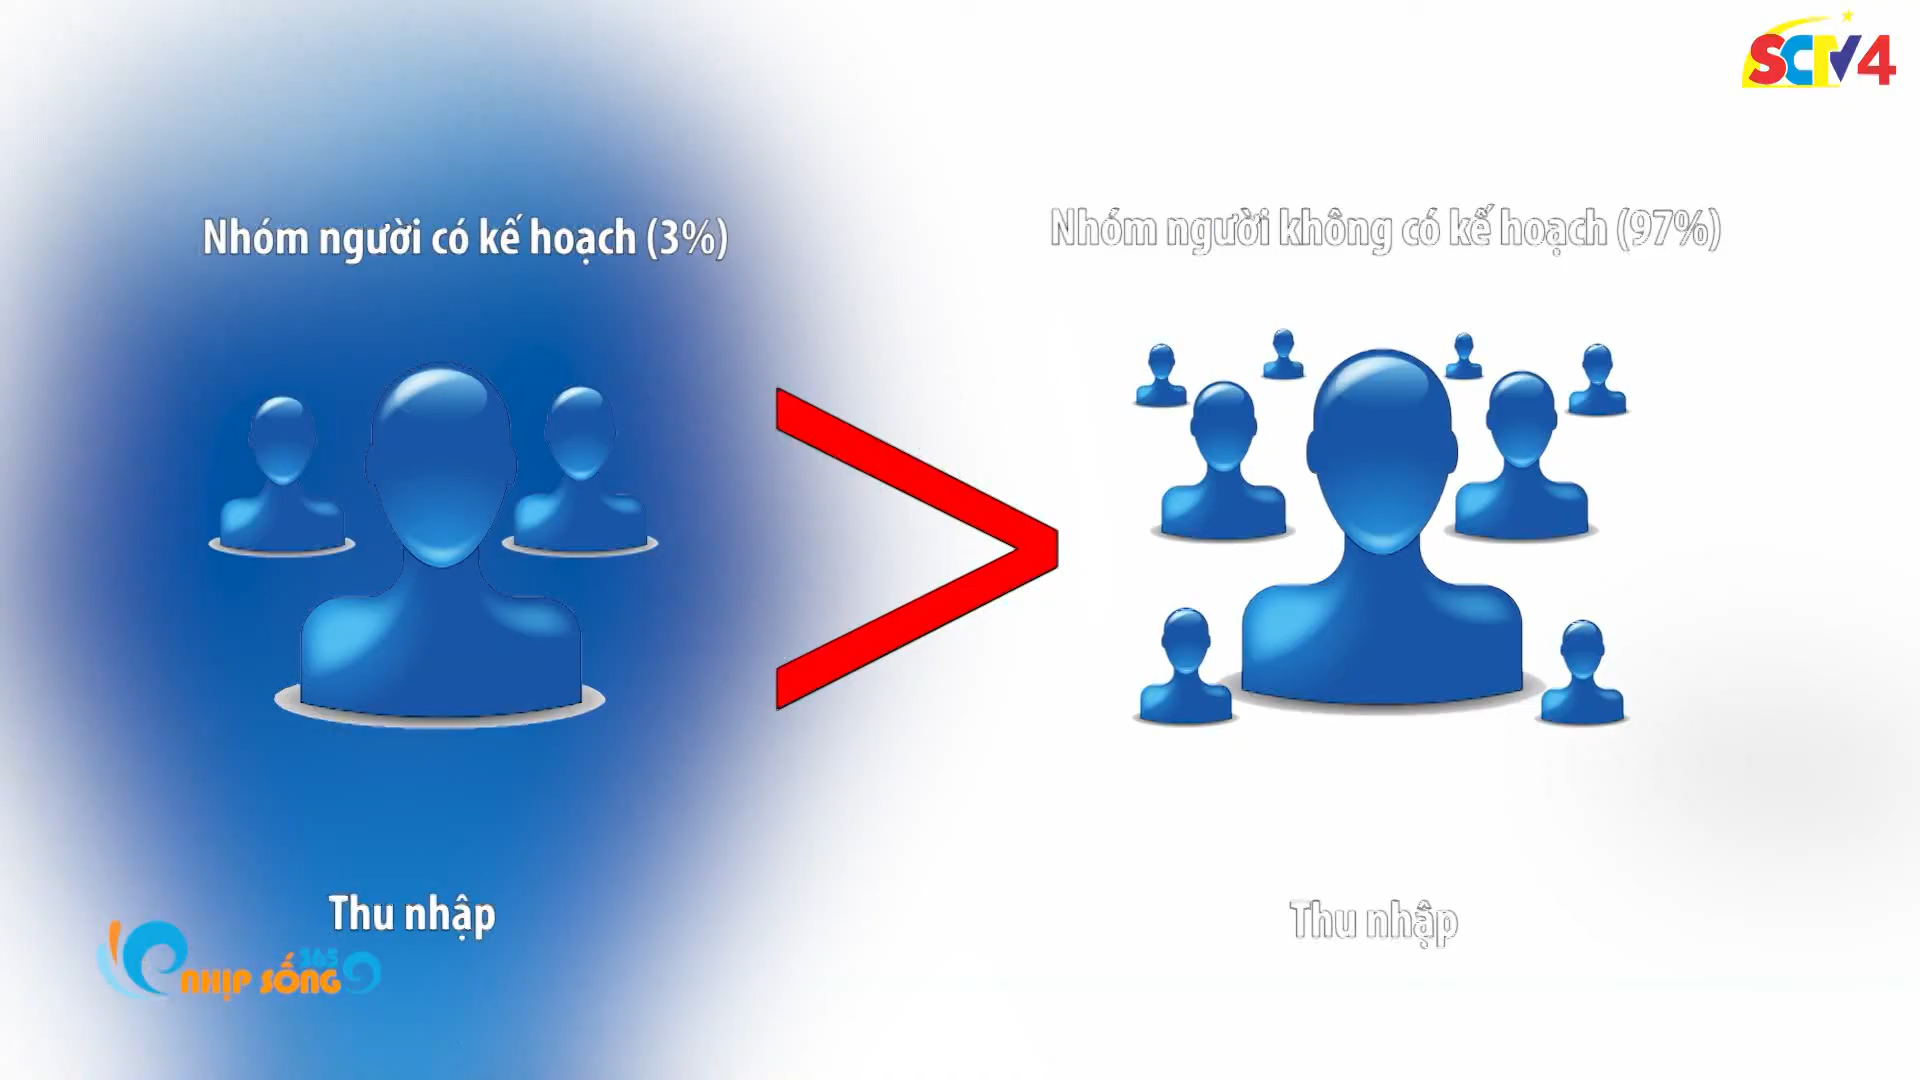 SCTV4
Nhóm người có kế hoạch (3%)
Nhóm người không có kế hoạch (97%)
>
Thu nhập
Thu nhập
365
NHỊP SỐNG